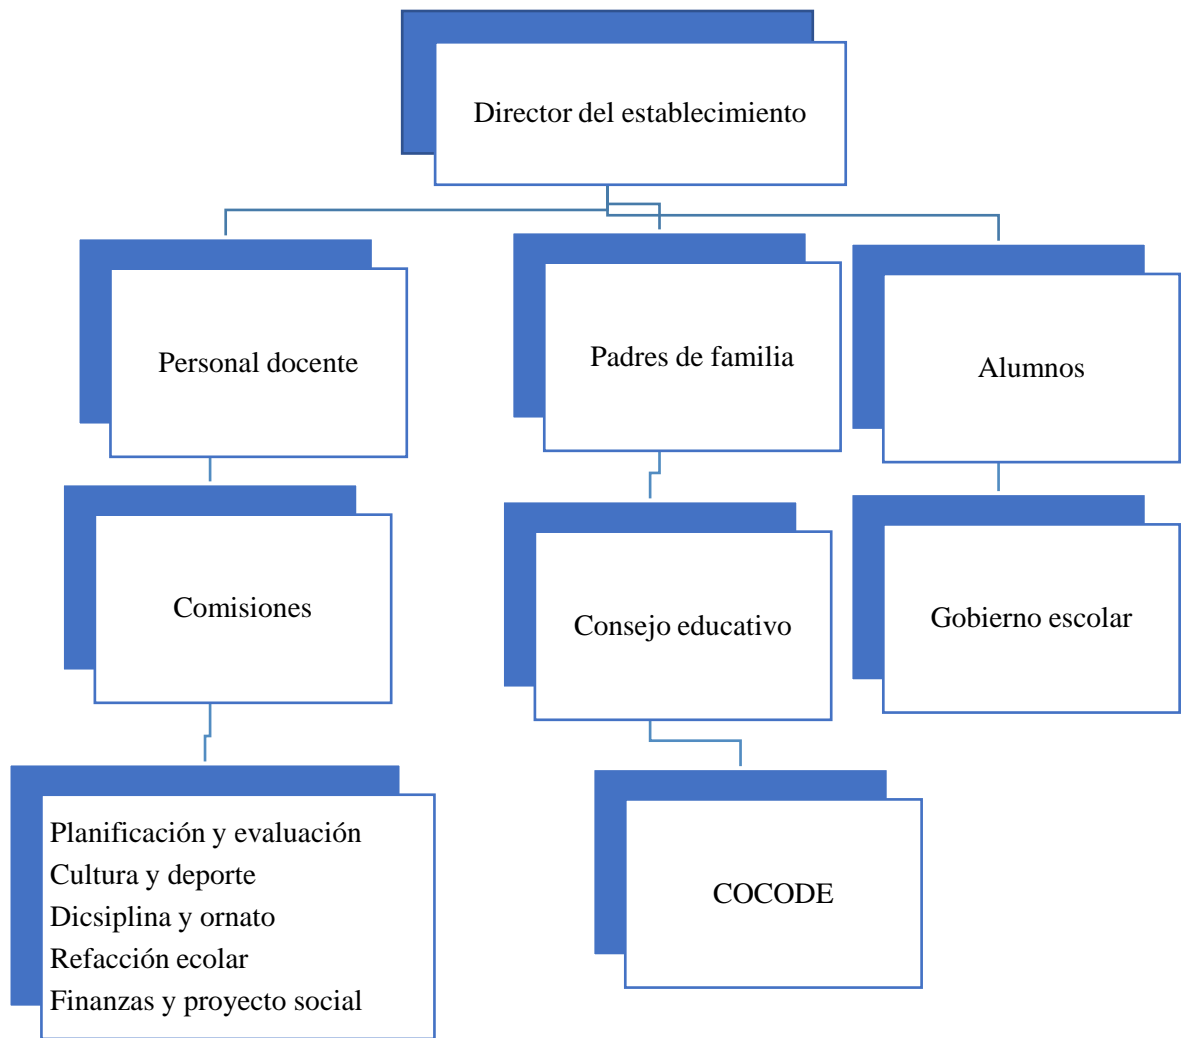 Director del establecimiento
Personal docente
Padres de familia
Alumnos
Comisiones
Consejo educativo
Gobierno escolar
Planificación y evaluación
Cultura y deporte
Dicsiplina y ornato
Refacción ecolar
Finanzas y proyecto social
COCODE